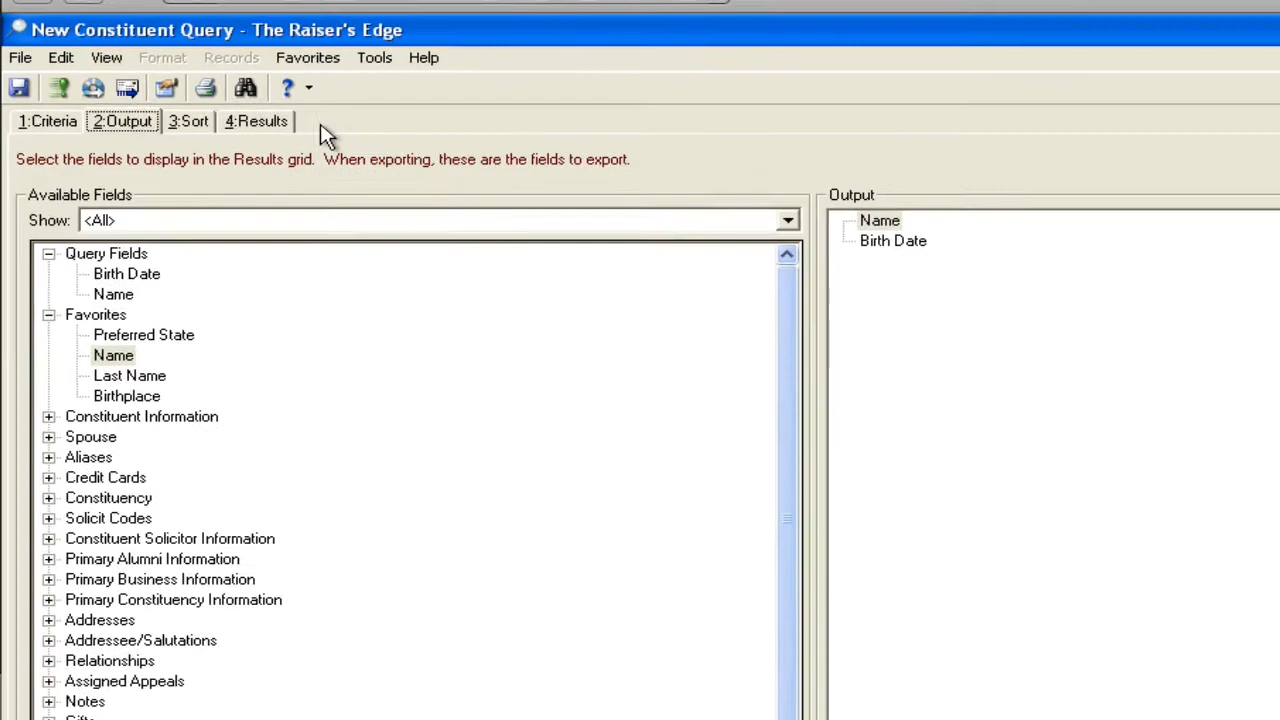 New Constituent Query - The Raiser's Edge
File Edit View Format Records Favorites Tools Help
1:Criteria 2:Output 3:Sort 4:Results
Select the fields to display in the Results grid. When exporting, these are the fields to export.
Available Fields
Show: <All>
Query Fields
Birth Date
Name
Favorites
Preferred State
Name
Last Name
Birthplace
Constituent Information
Spouse
Aliases
Credit Cards
Constituency
Solicit Codes
Constituent Solicitor Information
Primary Alumni Information
Primary Business Information
Primary Constituency Information
Addresses
Addressee/Salutations
Relationships
Assigned Appeals
Notes
Output
Name
Birth Date